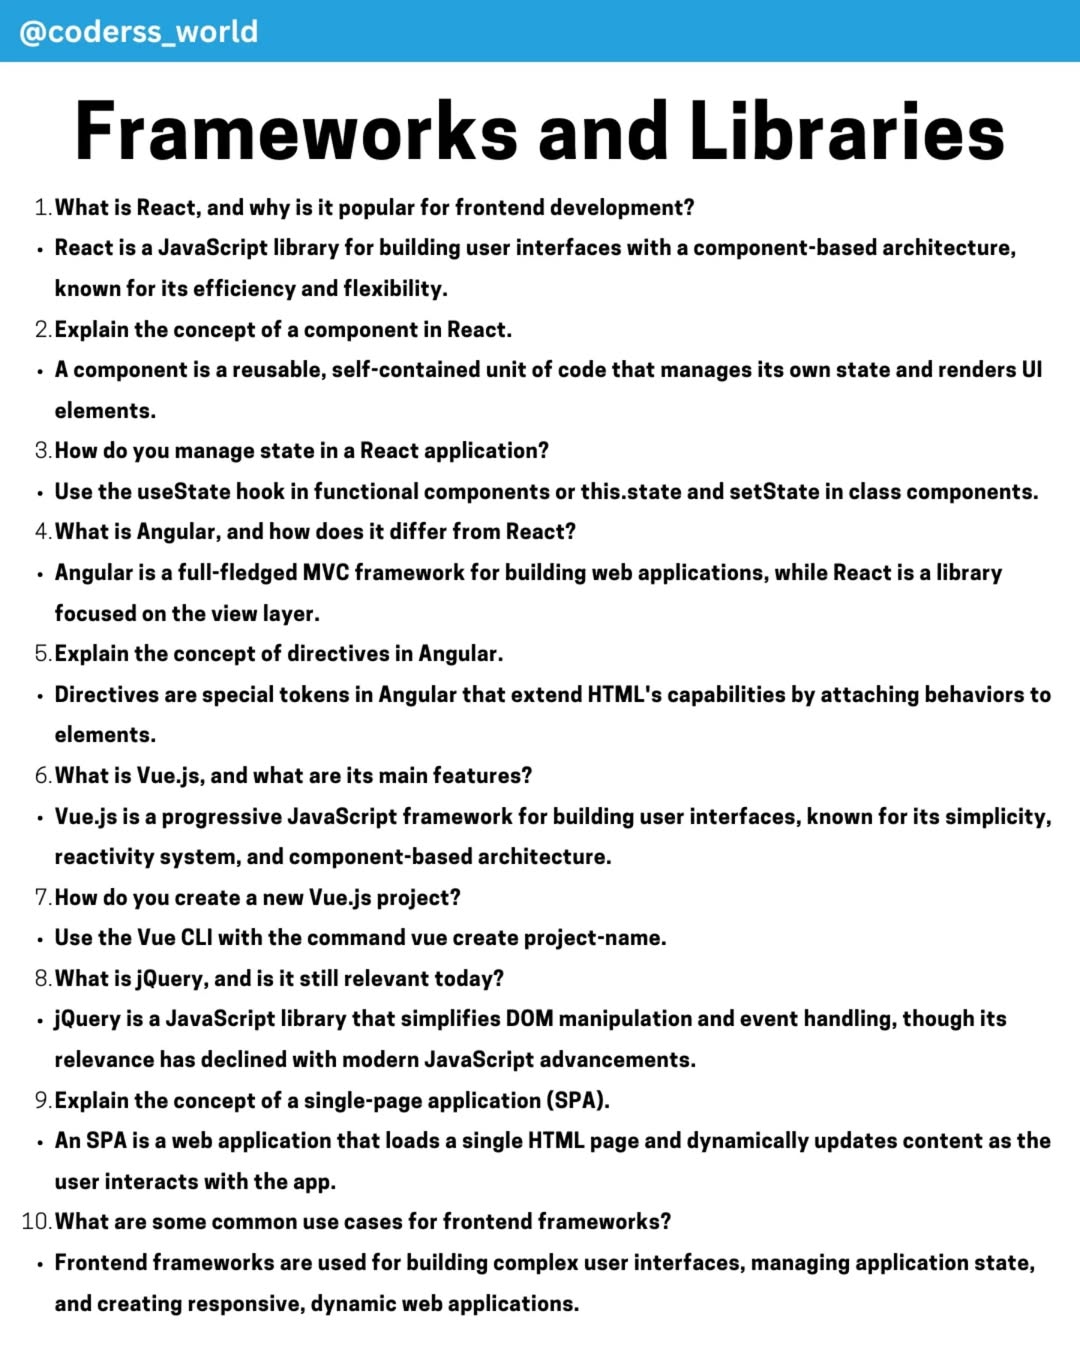 @coderss_world
Frameworks and Libraries
1. What is React, and why is it popular for frontend development?
• React is a JavaScript library for building user interfaces with a component-based architecture,
known for its efficiency and flexibility.
2. Explain the concept of a component in React.
• A component is a reusable, self-contained unit of code that manages its own state and renders UI
elements.
3. How do you manage state in a React application?
• Use the useState hook in functional components or this.state and setState in class components.
4. What is Angular, and how does it differ from React?
• Angular is a full-fledged MVC framework for building web applications, while React is a library
focused on the view layer.
5. Explain the concept of directives in Angular.
• Directives are special tokens in Angular that extend HTML's capabilities by attaching behaviors to
elements.
6. What is Vue.js, and what are its main features?
• Vue.js is a progressive JavaScript framework for building user interfaces, known for its simplicity,
reactivity system, and component-based architecture.
7. How do you create a new Vue.js project?
• Use the Vue CLI with the command vue create project-name.
8. What is jQuery, and is it still relevant today?
• jQuery is a JavaScript library that simplifies DOM manipulation and event handling, though its
relevance has declined with modern JavaScript advancements.
9. Explain the concept of a single-page application (SPA).
• An SPA is a web application that loads a single HTML page and dynamically updates content as the
user interacts with the app.
10. What are some common use cases for frontend frameworks?
• Frontend frameworks are used for building complex user interfaces, managing application state,
and creating responsive, dynamic web applications.